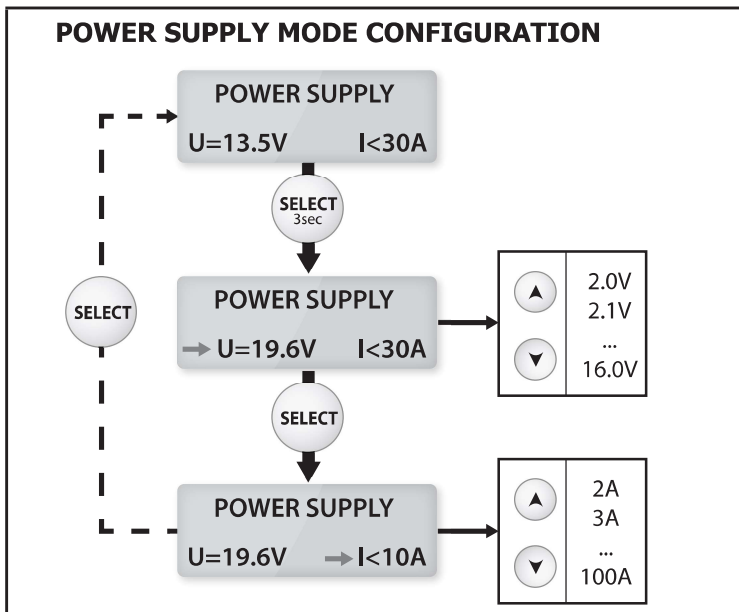 POWER SUPPLY MODE CONFIGURATION
POWER SUPPLY
U=13.5V I<30A
SELECT
3sec
POWER SUPPLY
U=19.6V I<30A
2.0V
2.1V
...
16.0V
SELECT
SELECT
POWER SUPPLY
U=19.6V I<10A
2A
3A
...
100A